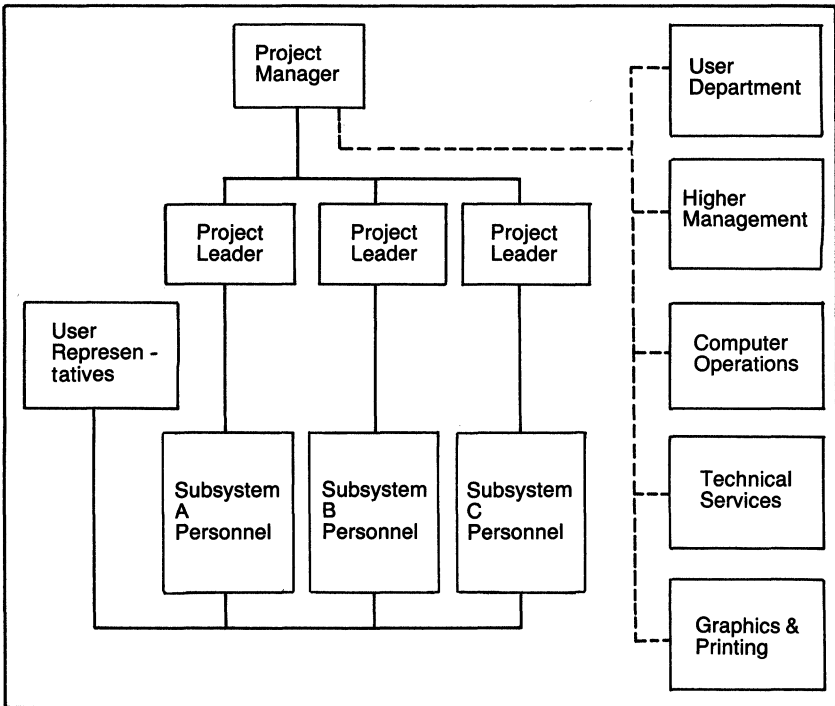 Project
Manager
User
Department
Higher
Management
Project
Leader
Project
Leader
Project
Leader
User
Represen -
tatives
Computer
Operations
Subsystem
A
Personnel
Subsystem
B
Personnel
Subsystem
C
Personnel
Technical
Services
Graphics &
Printing